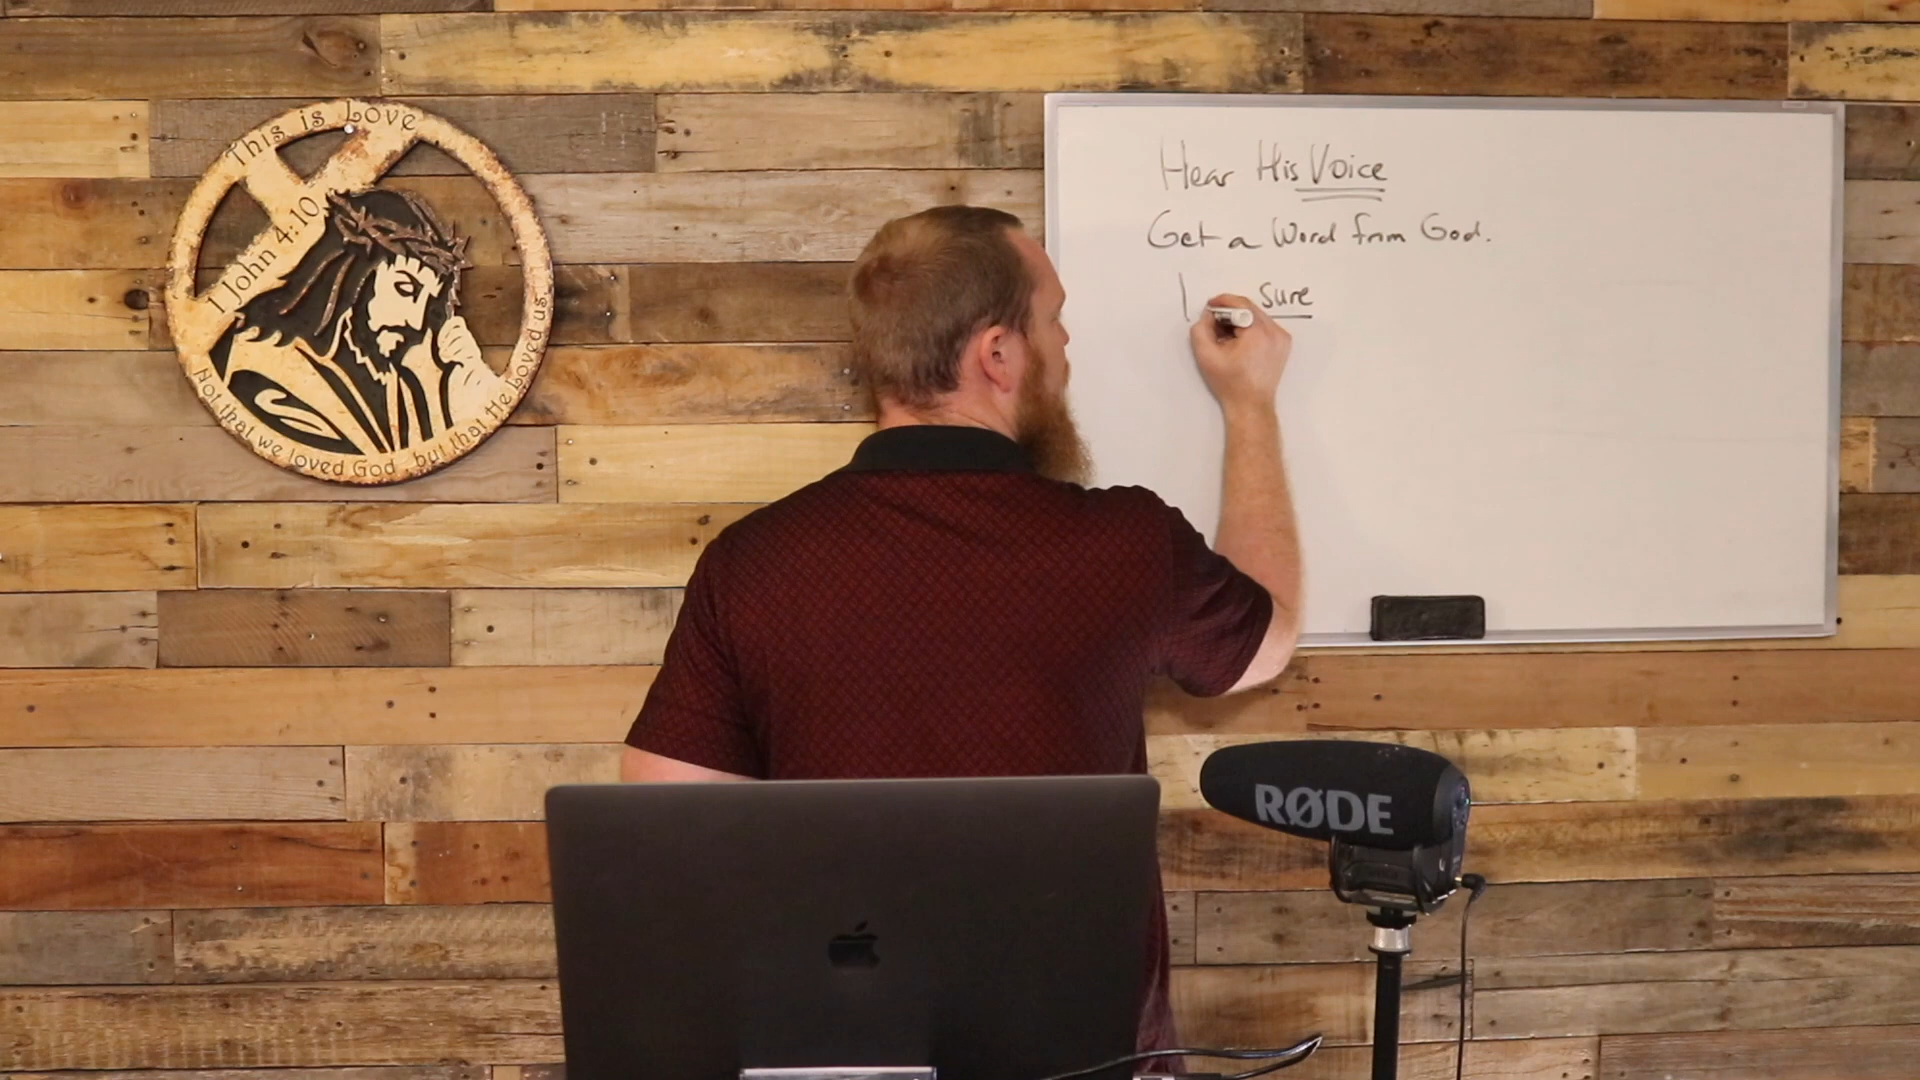 This is Love
1 John 4:10
Not that we loved God, but that He Loved us.
Hear His Voice
Get a Word from God.
sure
RØDE